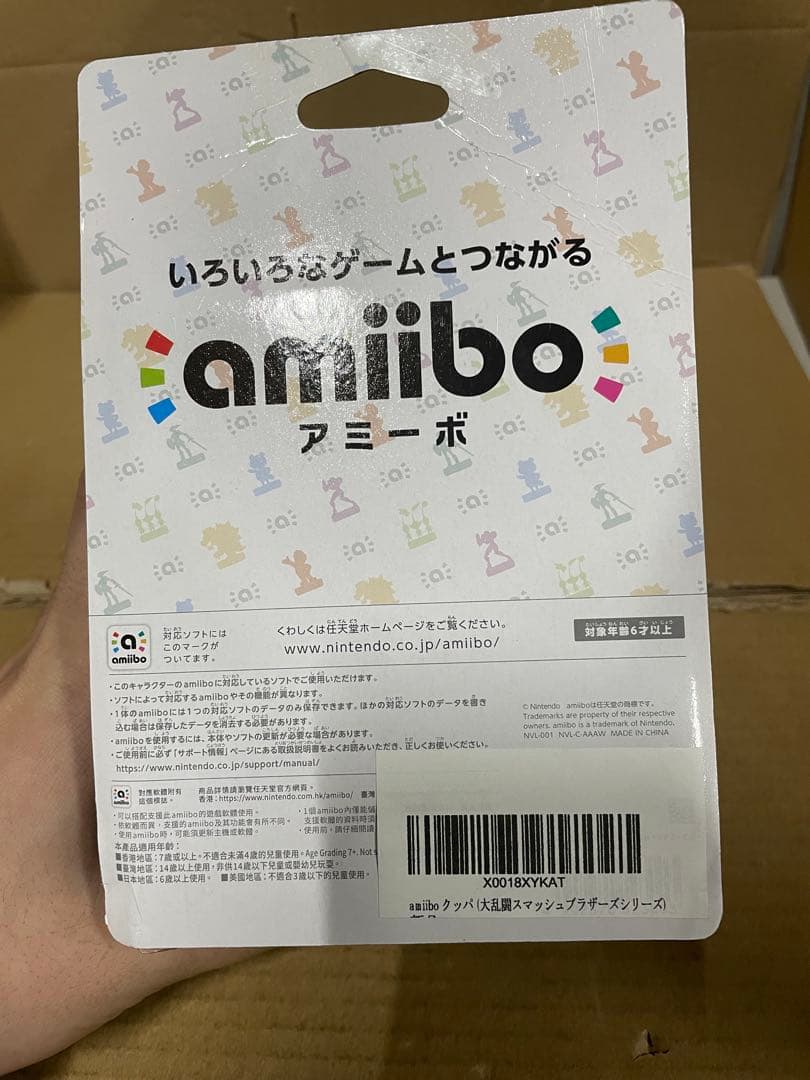 いろいろなゲームとつながる
amiibo
アミーボ
対応ソフトには
このマークが
ついてます。
くわしくは任天堂ホームページをご覧ください。
www.nintendo.co.jp/amiibo/
対象年齢6才以上
amiibo
・このキャラクターのamiiboに対応しているソフトでご使用いただけます。
・ソフトによって対応するamiiboやその機能が異なります。
・1体のamiiboには1つの対応ソフトのデータのみ保存できます。ほかの対応ソフトのデータを書き
込む場合は保存したデータを消去する必要があります。
・amiiboを使用するには、本体やソフトの更新が必要な場合があります。
・ご使用前に必ず「サポート情報」ページにある取扱説明書をよくお読みいただき、正しくお使いください。
https://www.nintendo.co.jp/support/manual/
© Nintendo amiiboは任天堂の商標です。
Trademarks are property of their respective
owners. amiibo is a trademark of Nintendo.
NVL-001 NVL-C-AAAW MADE IN CHINA
對應軟體附有
這個標誌。
商品詳情請瀏覽任天堂官方網頁。
香港：https://www.nintendo.com.hk/amiibo/ 臺灣
・可以搭配支援此amiibo的遊戲軟體使用。
・依軟體而異，支援的amiibo及其功能會有所不同。
・使用amiibo時，可能須更新主機或軟體。
・1個amiibo內僅能儲
支援軟體的資料時須
・使用前，請仔細閱讀
本產品適用年齡：
■香港地區：7歲或以上。不適合未滿4歲的兒童使用。Age Grading 7+. Not s
■臺灣地區：14歲以上使用，非供14歲以下兒童或嬰幼兒玩耍。
■日本地區：6歲以上使用。 ■美國地區：不適合3歲以下的兒童使用。
X0018XYKAT
amiibo クッパ (大乱闘スマッシュブラザーズシリーズ)